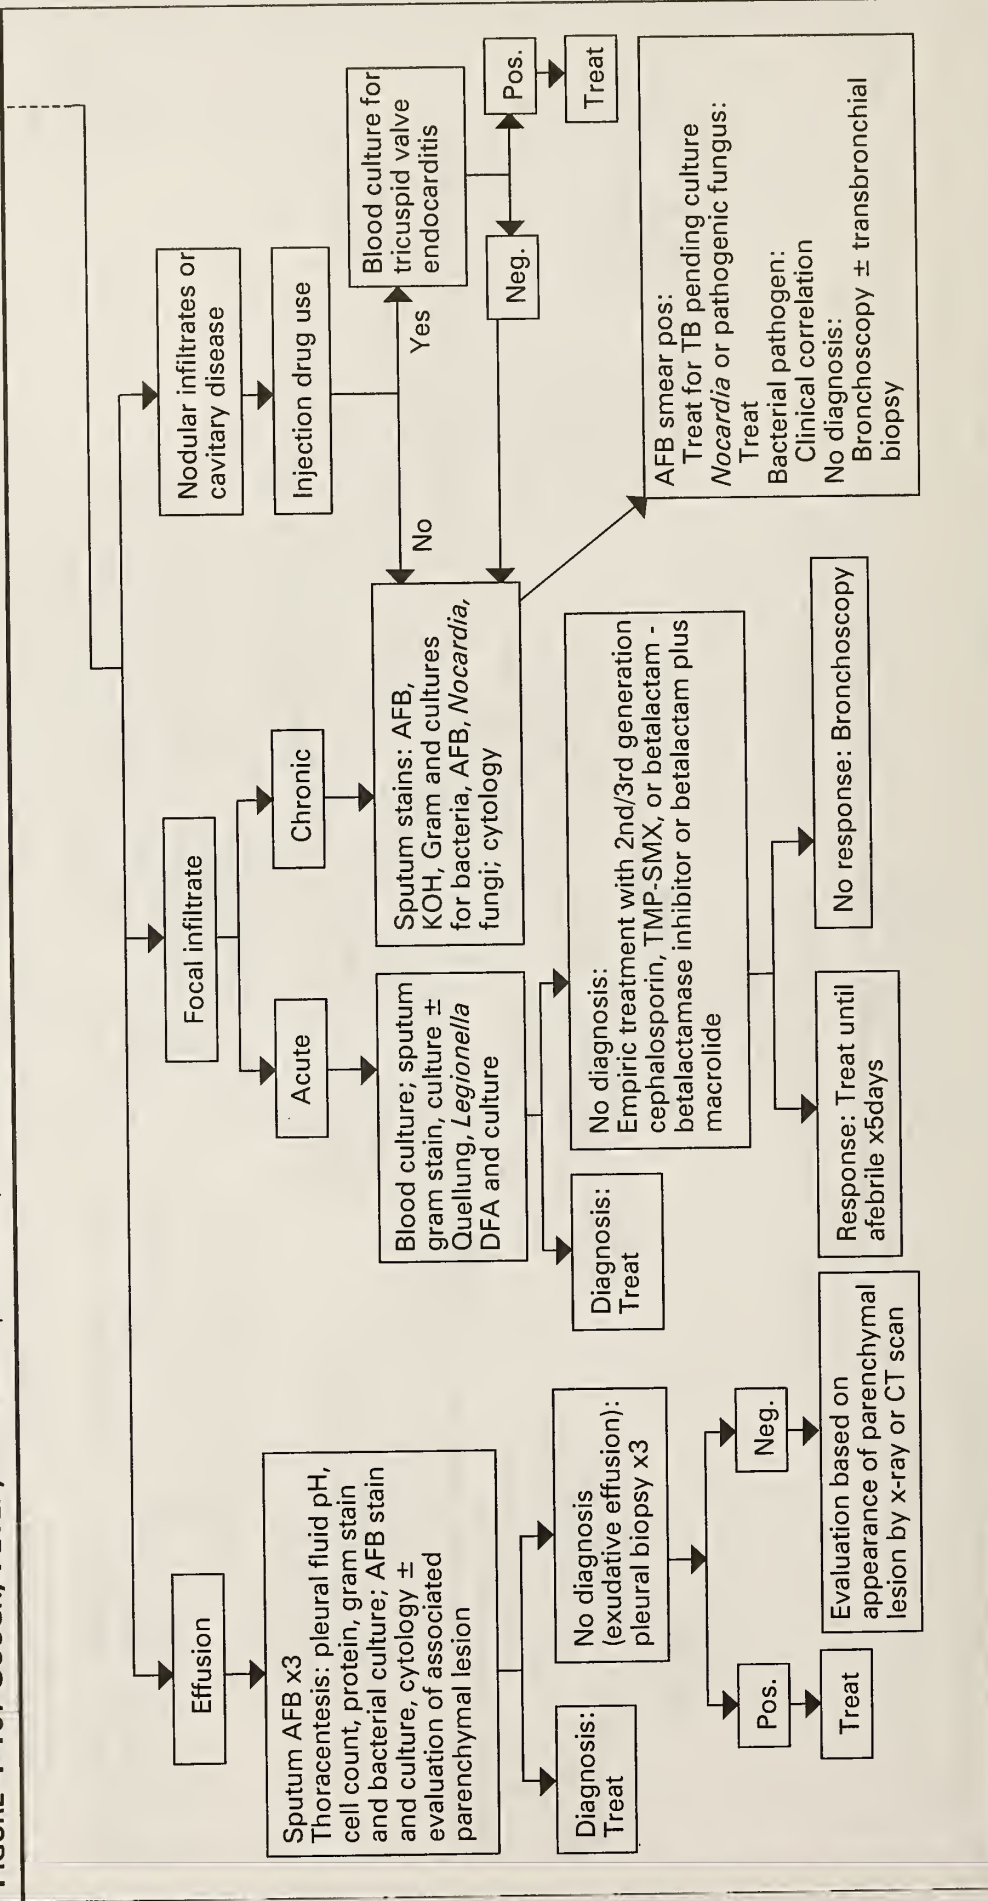 Effusion
Sputum AFB x3
Thoracentesis: pleural fluid pH,
cell count, protein, gram stain
and bacterial culture; AFB stain
and culture, cytology ±
evaluation of associated
parenchymal lesion
Diagnosis:
Treat
No diagnosis
(exudative effusion):
pleural biopsy x3
Pos.
Treat
Neg.
Evaluation based on
appearance of parenchymal
lesion by x-ray or CT scan
Focal infiltrate
Acute
Blood culture; sputum
gram stain, culture ±
Quellung, Legionella
DFA and culture
Diagnosis:
Treat
No diagnosis:
Empiric treatment with 2nd/3rd generation
cephalosporin, TMP-SMX, or betalactam -
betalactamase inhibitor or betalactam plus
macrolide
Response: Treat until
afebrile x5days
No response: Bronchoscopy
Chronic
Sputum stains: AFB,
KOH, Gram and cultures
for bacteria, AFB, Nocardia,
fungi; cytology
Nodular infiltrates or
cavitary disease
Injection drug use
No
Yes
Blood culture for
tricuspid valve
endocarditis
Neg.
Pos.
Treat
AFB smear pos:
Treat for TB pending culture
Nocardia or pathogenic fungus:
Treat
Bacterial pathogen:
Clinical correlation
No diagnosis:
Bronchoscopy ± transbronchial
biopsy